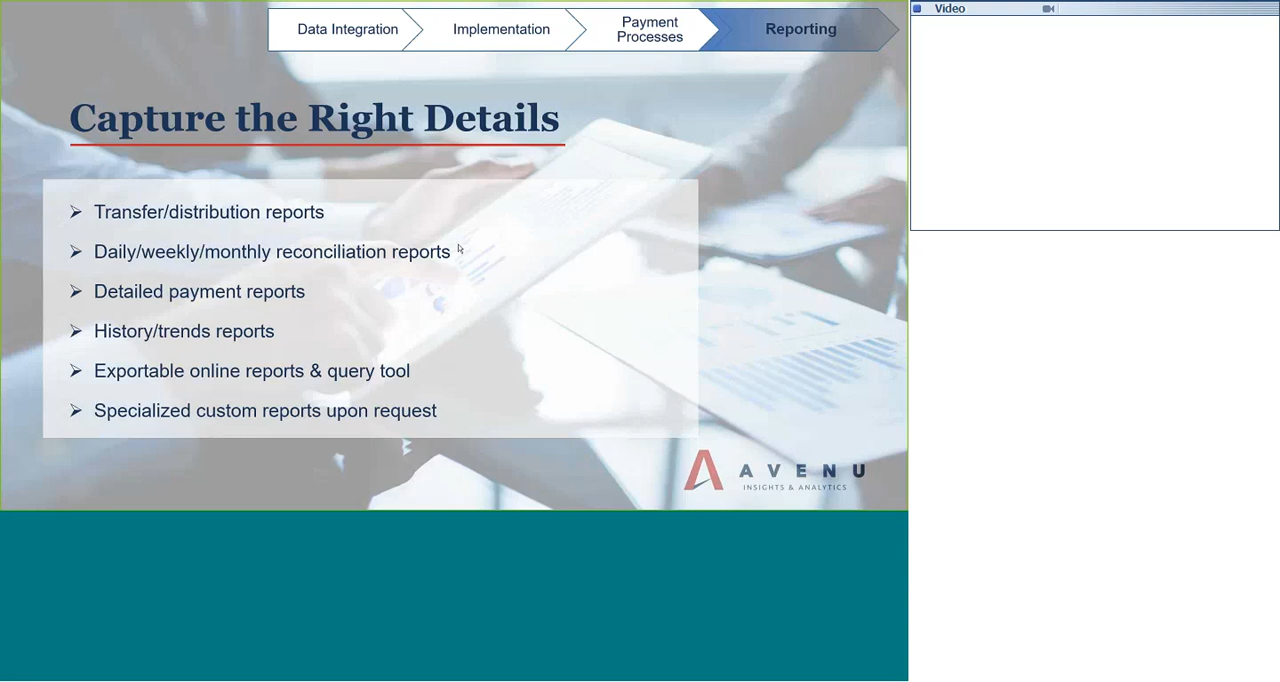 Data Integration
Implementation
Payment
Processes
Reporting
Video
Capture the Right Details
Transfer/distribution reports
Daily/weekly/monthly reconciliation reports
Detailed payment reports
History/trends reports
Exportable online reports & query tool
Specialized custom reports upon request
AVENU
INSIGHTS & ANALYTICS